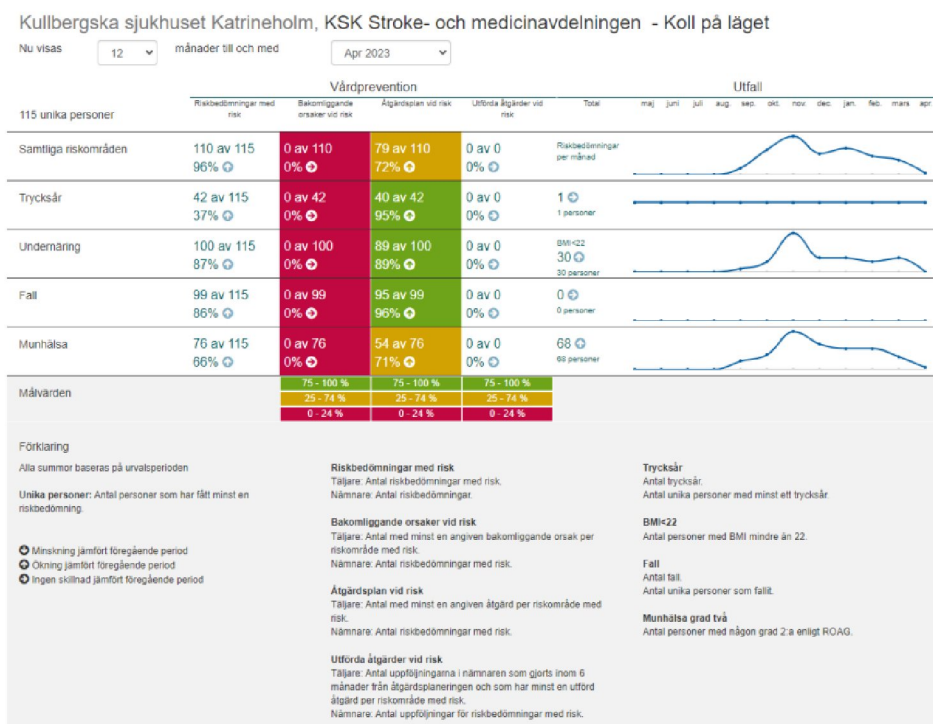 Kullbergska sjukhuset Katrineholm, KSK Stroke- och medicinavdelningen - Koll på läget
Nu visas 12 månader till och med Apr 2023
Vårdprevention Utfall
115 unika personer Riskbedömningar med risk Bakomliggande orsaker vid risk Åtgärdsplan vid risk Utförda åtgärder vid risk Total maj juni juli aug. sep. okt. nov. dec. jan. feb. mars apr.
Samtliga riskområden 110 av 115 0 av 110 79 av 110 0 av 0 Riskbedömningar per månad
96% 0% 72% 0%
Trycksår 42 av 115 0 av 42 40 av 42 0 av 0 1
37% 0% 95% 0% 1 personer
Undernäring 100 av 115 0 av 100 89 av 100 0 av 0 BMI<22
87% 0% 89% 0% 30
30 personer
Fall 99 av 115 0 av 99 95 av 99 0 av 0 0
86% 0% 96% 0% 0 personer
Munhälsa 76 av 115 0 av 76 54 av 76 0 av 0 68
66% 0% 71% 0% 68 personer
Målvärden 75 - 100 % 75 - 100 % 75 - 100 %
25 - 74 % 25 - 74 % 25 - 74 %
0 - 24 % 0 - 24 % 0 - 24 %
Förklaring
Alla summor baseras på urvalsperioden
Unika personer: Antal personer som har fått minst en
riskbedömning.
Minskning jämfört föregående period
Ökning jämfört föregående period
Ingen skillnad jämfört föregående period
Riskbedömningar med risk
Täljare: Antal riskbedömningar med risk.
Nämnare: Antal riskbedömningar.
Bakomliggande orsaker vid risk
Täljare: Antal med minst en angiven bakomliggande orsak per
riskområde med risk.
Nämnare: Antal riskbedömningar med risk.
Åtgärdsplan vid risk
Täljare: Antal med minst en angiven åtgärd per riskområde med
risk.
Nämnare: Antal riskbedömningar med risk.
Utförda åtgärder vid risk
Täljare: Antal uppföljningarna i nämnaren som gjorts inom 6
månader från åtgärdsplaneringen och som har minst en utförd
åtgärd per riskområde med risk.
Nämnare: Antal uppföljningar för riskbedömningar med risk.
Trycksår
Antal trycksår.
Antal unika personer med minst ett trycksår.
BMI<22
Antal personer med BMI mindre än 22.
Fall
Antal fall.
Antal unika personer som fallit.
Munhälsa grad två
Antal personer med någon grad 2:a enligt ROAG.